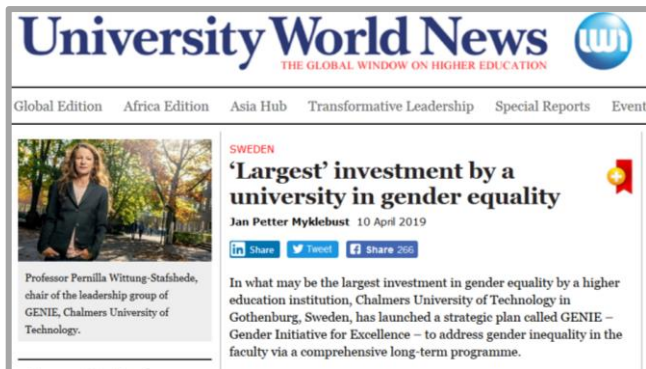 University World News
THE GLOBAL WINDOW ON HIGHER EDUCATION
uwn
Global Edition Africa Edition Asia Hub Transformative Leadership Special Reports Event
SWEDEN
‘Largest’ investment by a
university in gender equality
Jan Petter Myklebust 10 April 2019
in Share Tweet f Share 266
Professor Pernilla Wittung-Stafshede,
chair of the leadership group of
GENIE, Chalmers University of
Technology.
In what may be the largest investment in gender equality by a higher
education institution, Chalmers University of Technology in
Gothenburg, Sweden, has launched a strategic plan called GENIE –
Gender Initiative for Excellence – to address gender inequality in the
faculty via a comprehensive long-term programme.